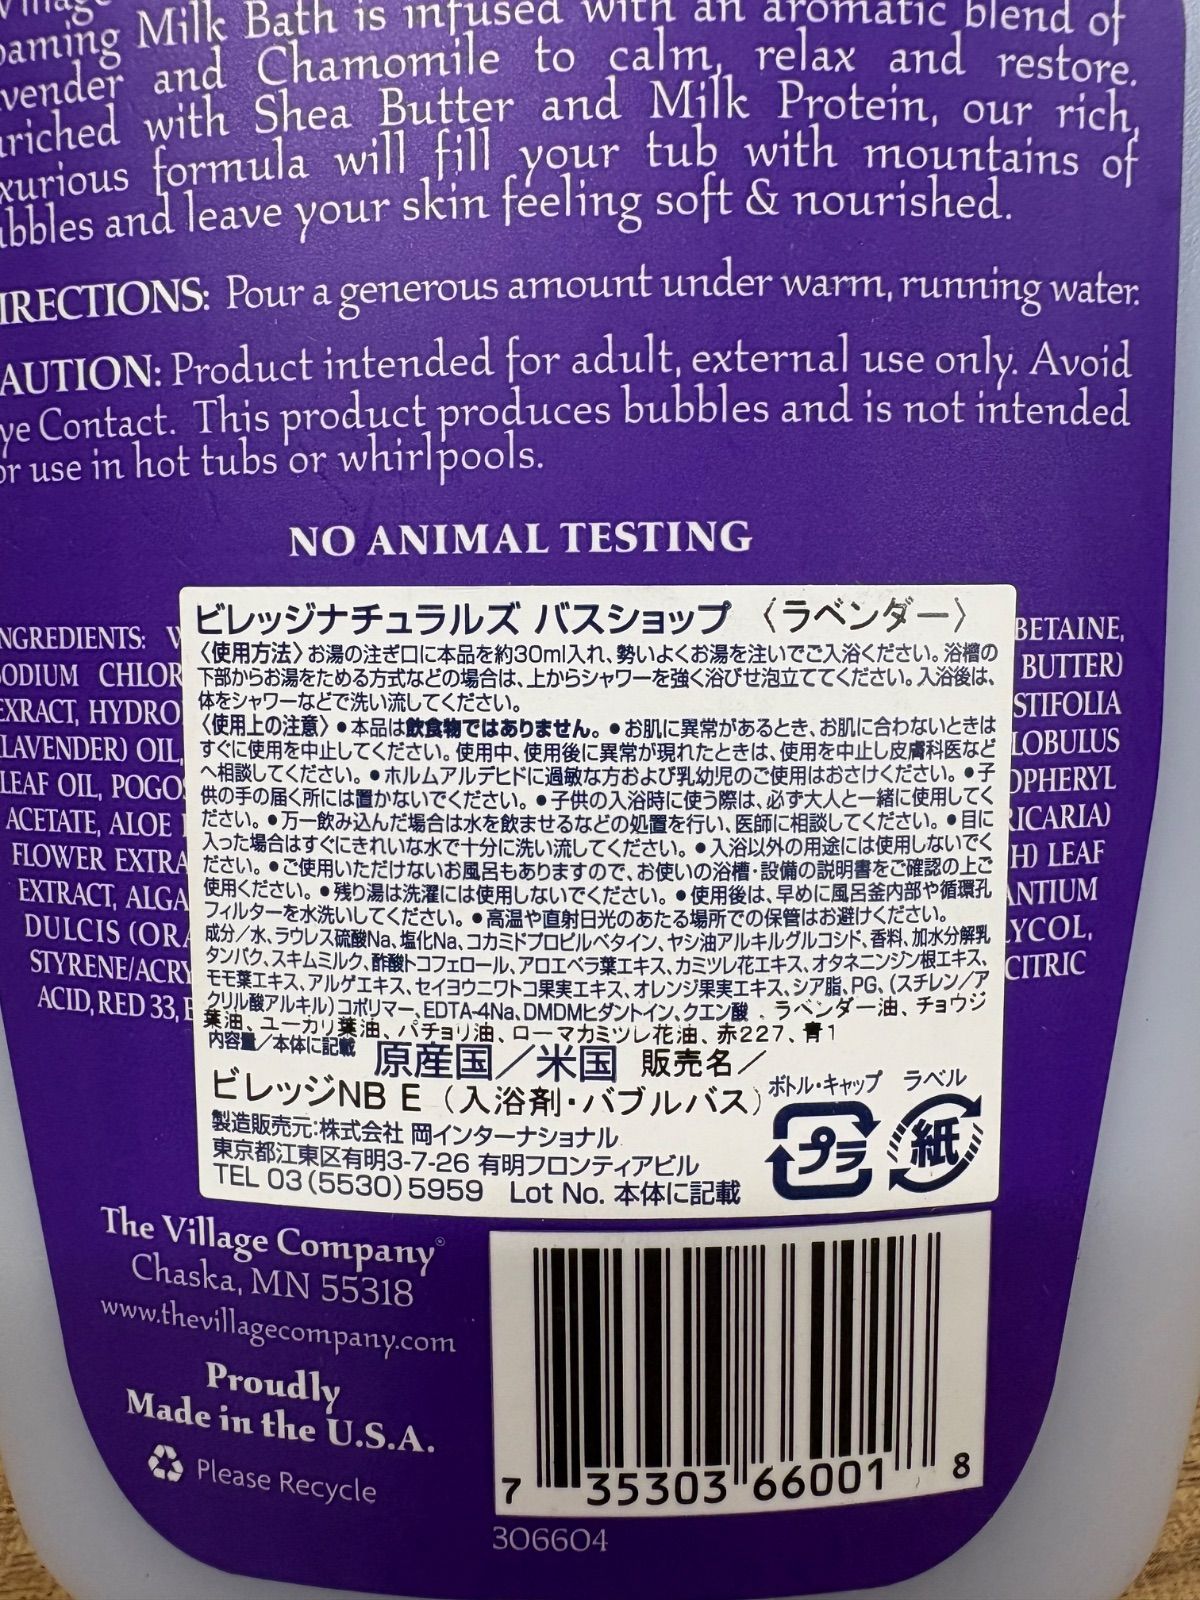 Village
Milk Bath is infused with an aromatic blend of
and Chamomile to calm, relax and restore.
with Shea Butter and Milk Protein, our rich,
formula will fill your tub with mountains of
and leave your skin feeling soft & nourished.
IRECTIONS: Pour a generous amount under warm, running water.
AUTION: Product intended for adult, external use only. Avoid
ye Contact. This product produces bubbles and is not intended
or use in hot tubs or whirlpools.
NO ANIMAL TESTING
NGREDIENTS: BETAINE,
ODIUM CHLOR BUTTER)
EXRACT, HYDRO STIFOLIA
LAVENDER) OIL, LOBULUS
LEAF OIL, POGO OPHERYL
ACETATE, ALOE RICARIA)
FLOWER EXTRA H) LEAF
EXTRACT, ALGA ANTIUM
DULCIS (ORA LYCOL,
STYRENE/ACRY CITRIC
ACID, RED 33,
ビレッジナチュラルズ バスショップ 〈ラベンダー〉
〈使用方法〉お湯の注ぎ口に本品を約30ml入れ、勢いよくお湯を注いでご入浴ください。浴槽の
下部からお湯をためる方式などの場合は、上からシャワーを強く浴びせ泡立ててください。入浴後は、
体をシャワーなどで洗い流してください。
〈使用上の注意〉●本品は飲食物ではありません。●お肌に異常があるとき、お肌に合わないときは
すぐに使用を中止してください。使用中、使用後に異常が現れたときは、使用を中止し皮膚科医など
へ相談してください。●ホルムアルデヒドに過敏な方および乳幼児のご使用はおさけください。●子
供の手の届く所には置かないでください。●子供の入浴時に使う際は、必ず大人と一緒に使用してく
ださい。●万一飲み込んだ場合は水を飲ませるなどの処置を行い、医師に相談してください。●目に
入った場合はすぐにきれいな水で十分に洗い流してください。●入浴以外の用途には使用しないでく
ださい。●ご使用いただけないお風呂もありますので、お使いの浴槽・設備の説明書をご確認の上ご
使用ください。●残り湯は洗濯には使用しないでください。●使用後は、早めに風呂釜内部や循環孔
フィルターを水洗いしてください。●高温や直射日光のあたる場所での保管はお避けください。
成分/水、ラウレス硫酸Na、塩化Na、コカミドプロピルベタイン、ヤシ油アルキルグルコシド、香料、加水分解乳
タンパク、スキムミルク、酢酸トコフェロール、アロエベラ葉エキス、カミツレ花エキス、オタネニンジン根エキス、
モモ葉エキス、アルゲエキス、セイヨウニワトコ果実エキス、オレンジ果実エキス、シア脂、PG、(スチレン/ア
クリル酸アルキル)コポリマー、EDTA-4Na、DMDMヒダントイン、クエン酸、ラベンダー油、チョウジ
葉油、ユーカリ葉油、パチョリ油、ローマカミツレ花油、赤227、青1
内容量/本体に記載 原産国/米国 販売名/
ビレッジNB E (入浴剤・バブルバス)
ボトル・キャップ ラベル
プラ 紙
製造販売元:株式会社 岡インターナショナル
東京都江東区有明3-7-26 有明フロンティアビル
TEL 03(5530)5959 Lot No. 本体に記載
The Village Company®
Chaska, MN 55318
www.thevillagecompany.com
Proudly
Made in the U.S.A.
Please Recycle
7 35303 66001 8
306604